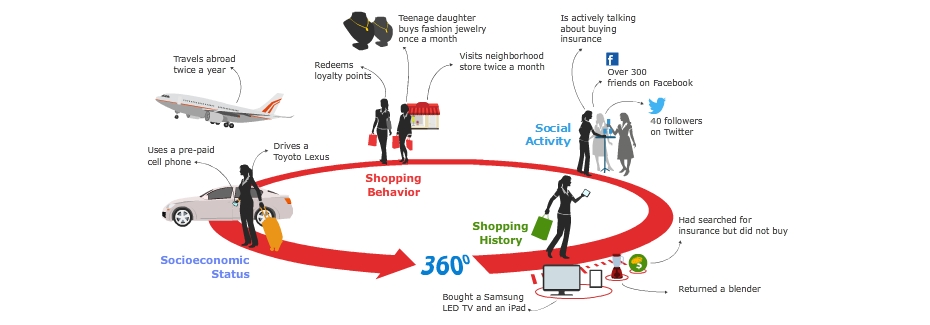 Teenage daughter
buys fashion jewelry
once a month
Is actively talking
about buying
insurance
Travels abroad
twice a year
Redeems
loyalty points
Visits neighborhood
store twice a month
f
Over 300
friends on Facebook
40 followers
on Twitter
Social
Activity
Uses a pre-paid
cell phone
Drives a
Toyoto Lexus
Shopping
Behavior
Shopping
History
Had searched for
insurance but did not buy
Socioeconomic
Status
360⁰
$
Returned a blender
Bought a Samsung
LED TV and an iPad